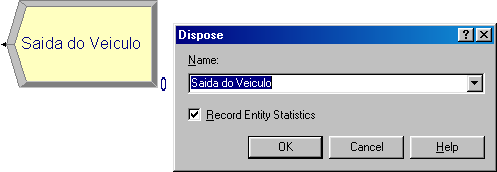 Saida do Veiculo
0
Dispose
Name:
Saida do Veiculo
Record Entity Statistics
OK Cancel Help